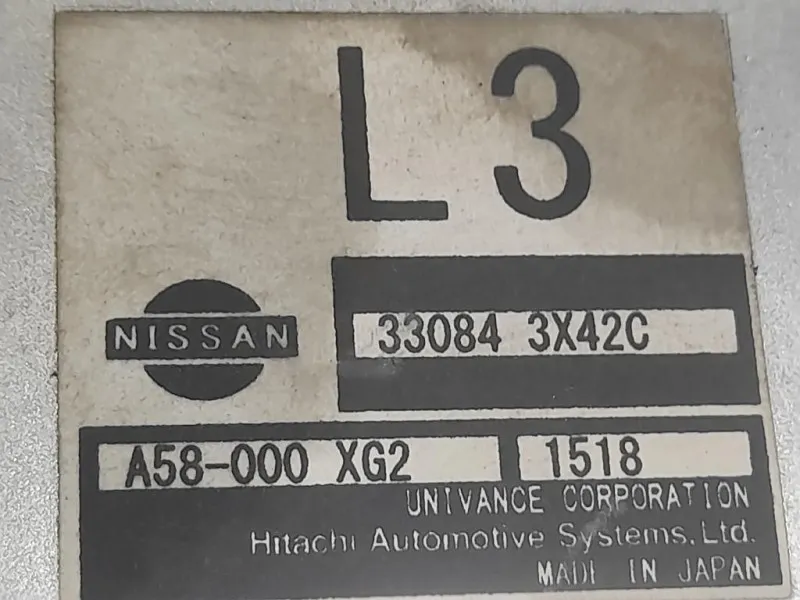 L3
NISSAN
33084 3X42C
A58-000 XG2 1518
UNIVANCE CORPORATION
Hitachi Automotive Systems, Ltd.
MADE IN JAPAN